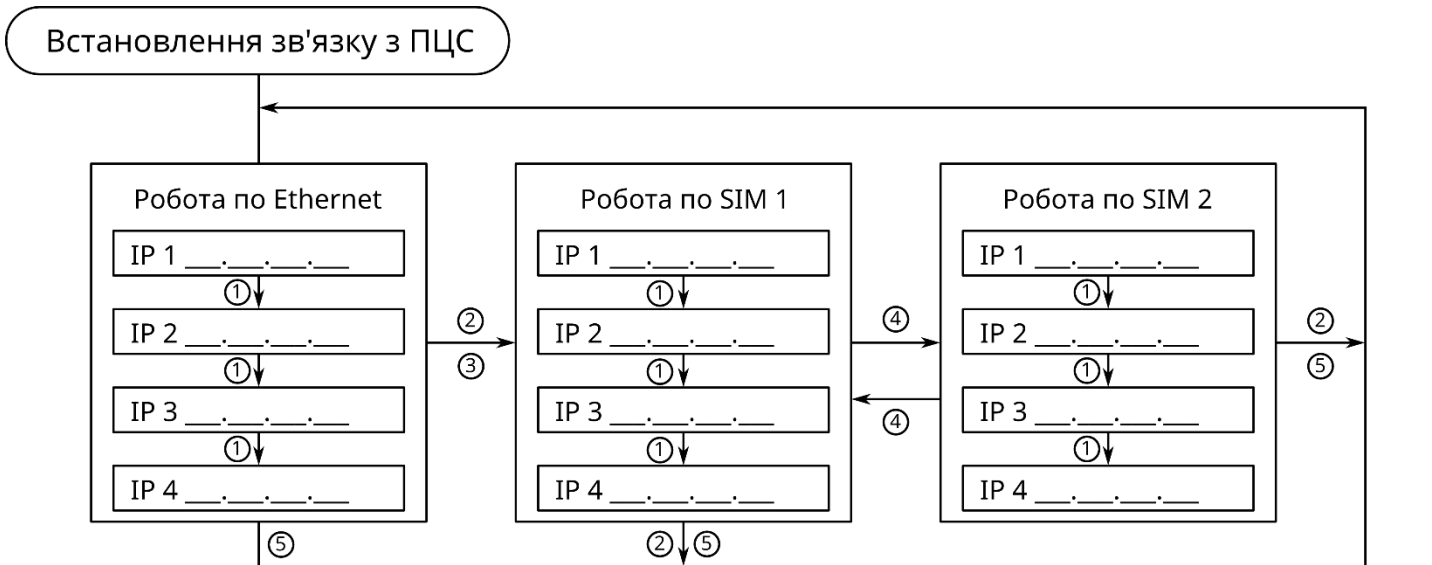 Встановлення зв'язку з ПЦС
Робота по Ethernet
IP 1 ___.___.___.___
①
IP 2 ___.___.___.___
①
IP 3 ___.___.___.___
①
IP 4 ___.___.___.___
⑤
②
③
Робота по SIM 1
IP 1 ___.___.___.___
①
IP 2 ___.___.___.___
①
IP 3 ___.___.___.___
①
IP 4 ___.___.___.___
② ⑤
④
④
Робота по SIM 2
IP 1 ___.___.___.___
①
IP 2 ___.___.___.___
①
IP 3 ___.___.___.___
①
IP 4 ___.___.___.___
②
⑤